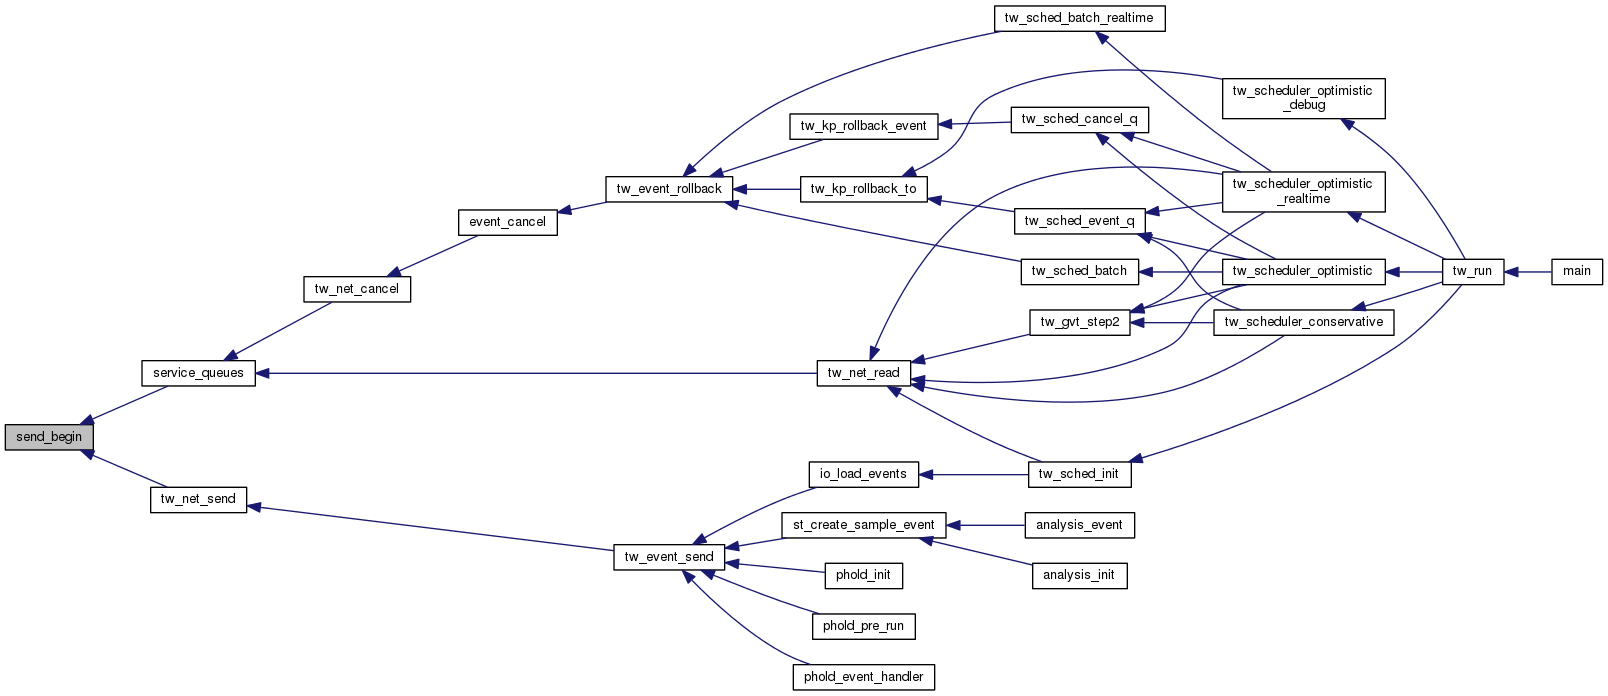 tw_sched_batch_realtime
tw_scheduler_optimistic
_debug
tw_kp_rollback_event
tw_sched_cancel_q
tw_event_rollback
tw_kp_rollback_to
tw_scheduler_optimistic
_realtime
event_cancel
tw_sched_event_q
tw_net_cancel
tw_sched_batch
tw_scheduler_optimistic
tw_run
main
tw_gvt_step2
tw_scheduler_conservative
service_queues
tw_net_read
send_begin
io_load_events
tw_sched_init
tw_net_send
st_create_sample_event
analysis_event
tw_event_send
phold_init
analysis_init
phold_pre_run
phold_event_handler